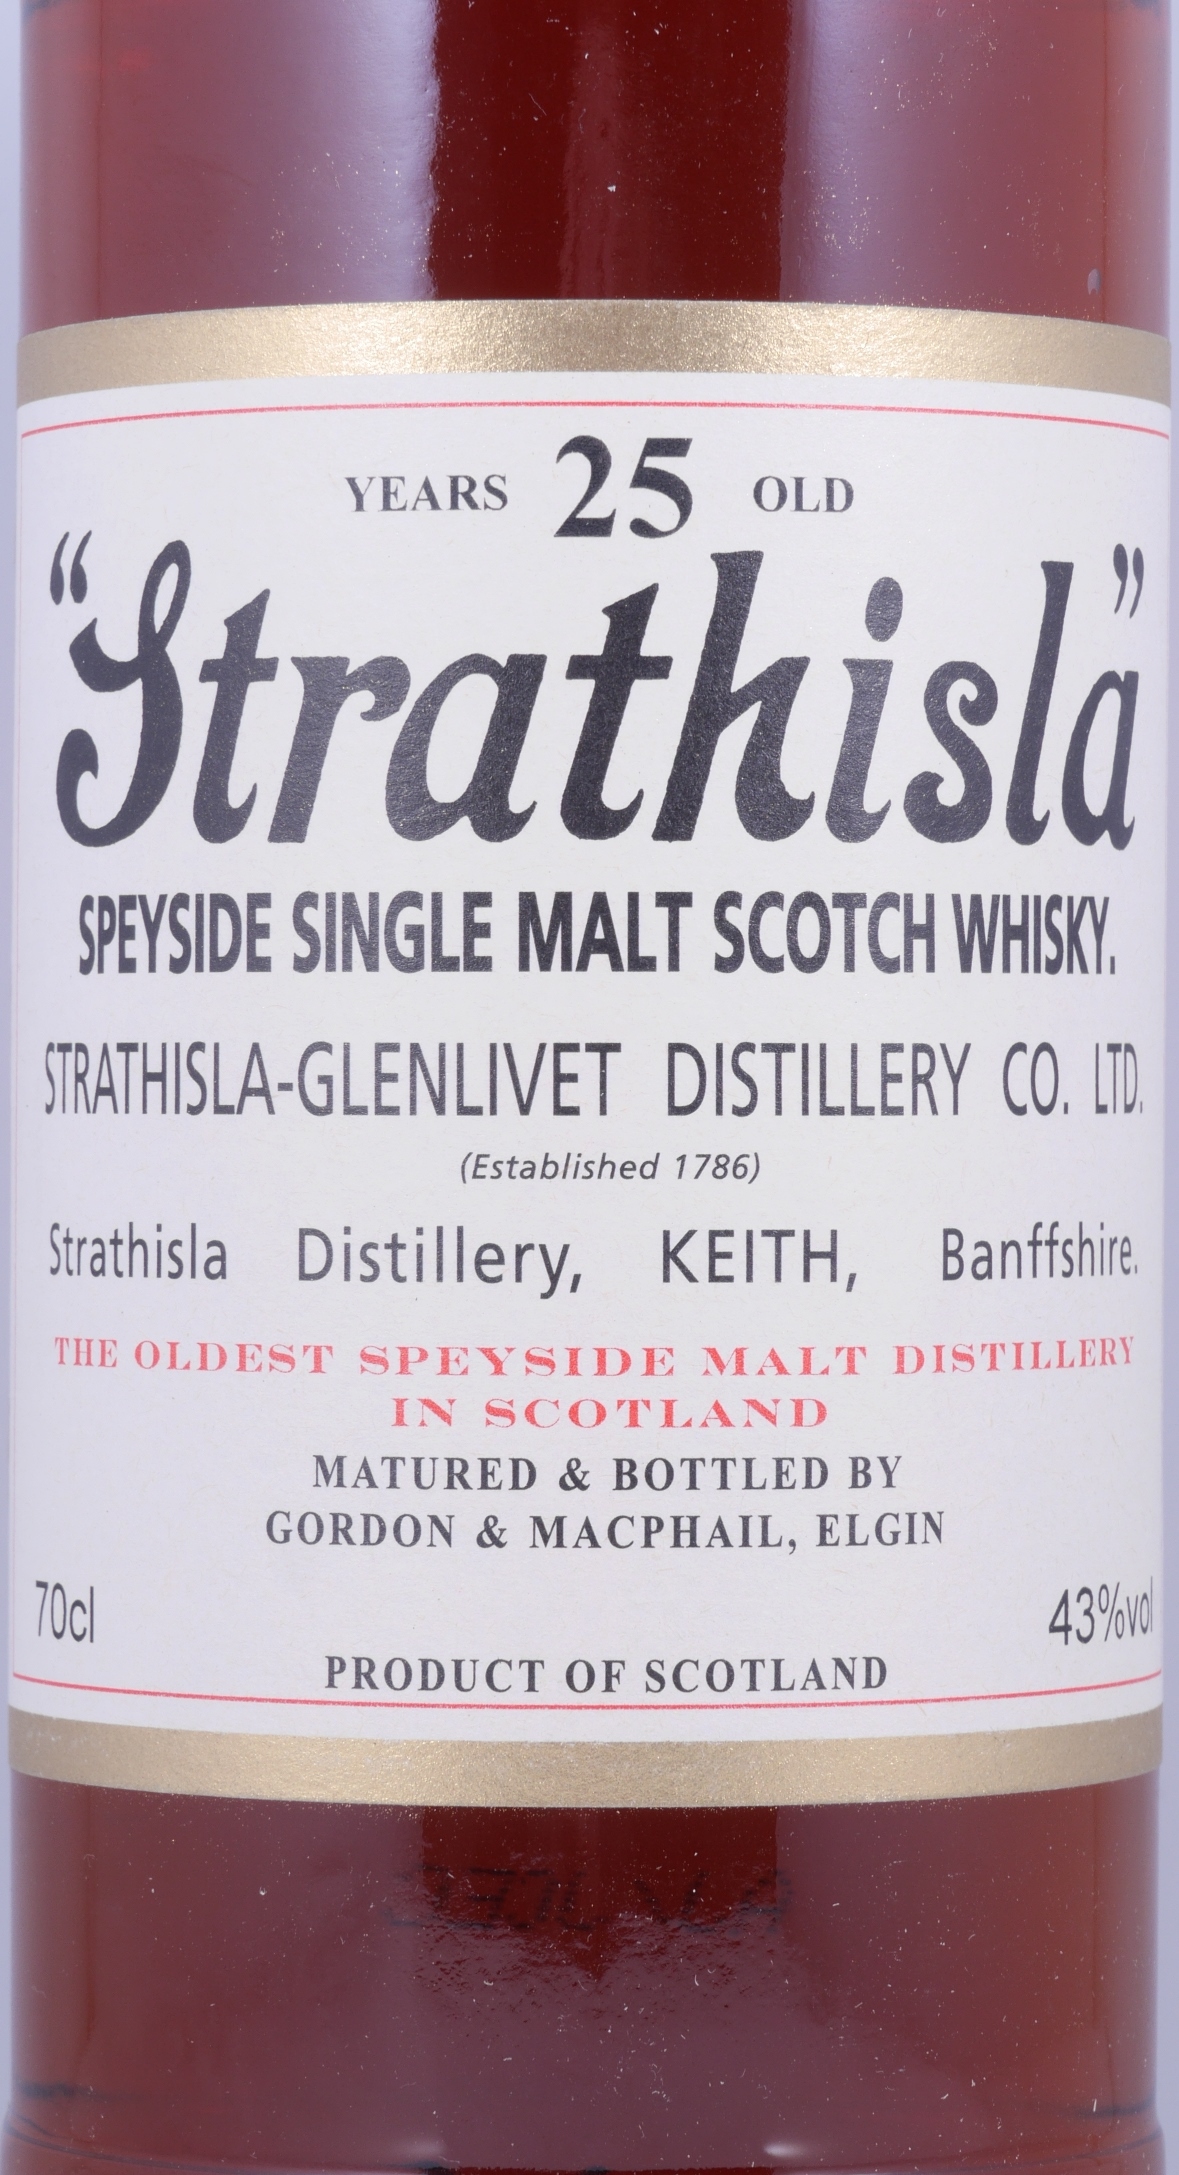 YEARS 25 OLD
“Strathisla”
SPEYSIDE SINGLE MALT SCOTCH WHISKY.
STRATHISLA-GLENLIVET DISTILLERY CO. LTD.
(Established 1786)
Strathisla Distillery, KEITH, Banffshire.
THE OLDEST SPEYSIDE MALT DISTILLERY
IN SCOTLAND
MATURED & BOTTLED BY
GORDON & MACPHAIL, ELGIN
70cl 43%vol
PRODUCT OF SCOTLAND